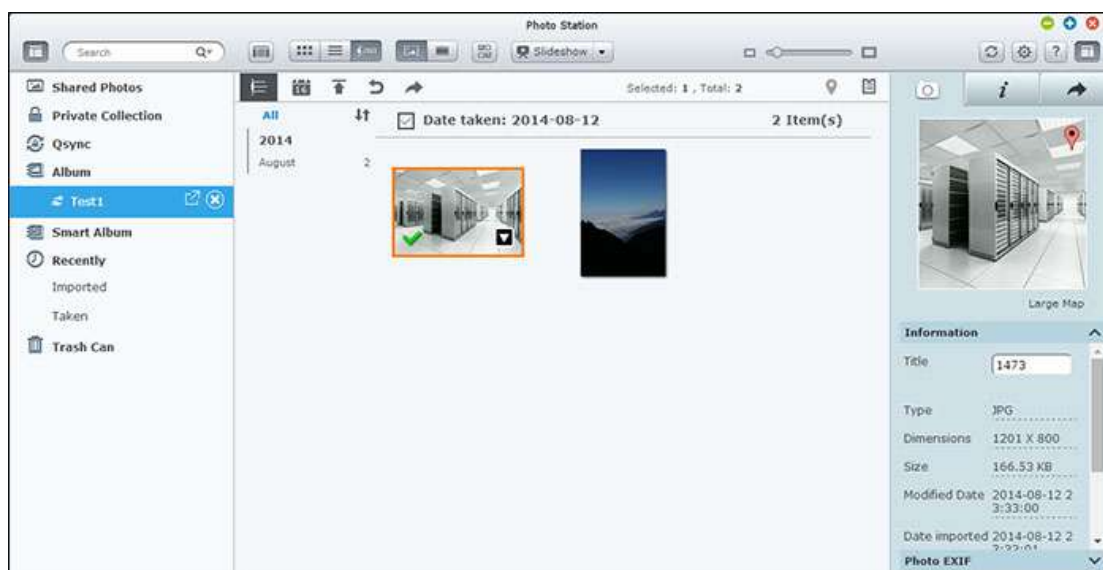 Photo Station
Search
Slideshow
Shared Photos
Private Collection
Qsync
Album
Test1
Smart Album
Recently
Imported
Taken
Trash Can
Selected: 1 , Total: 2
All
2014
August 2
Date taken: 2014-08-12 2 Item(s)
i
?
Large Map
Information
Title 1473
Type JPG
Dimensions 1201 X 800
Size 166.53 KB
Modified Date 2014-08-12 2
3:33:00
Date imported 2014-08-12 2
Photo EXIF